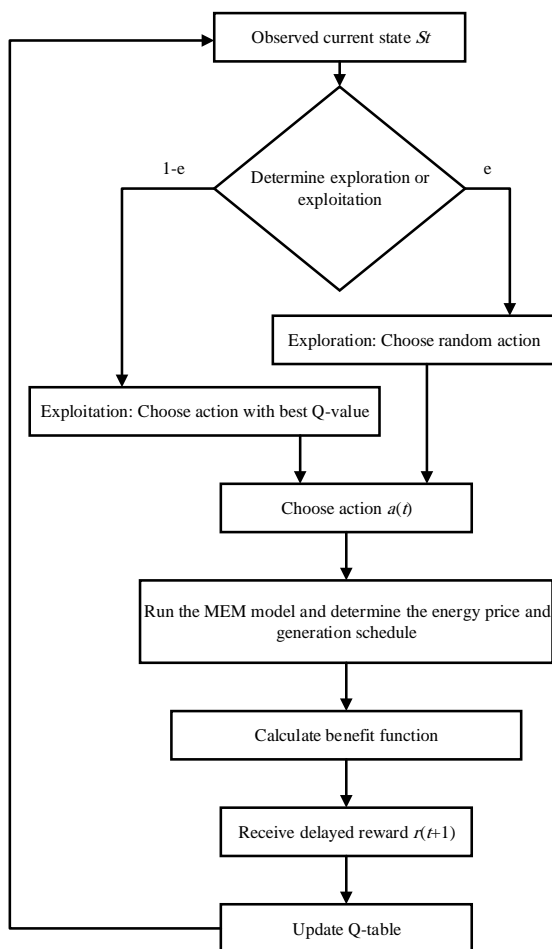 Observed current state St
1-e
e
Determine exploration or
exploitation
Exploration: Choose random action
Exploitation: Choose action with best Q-value
Choose action a(t)
Run the MEM model and determine the energy price and
generation schedule
Calculate benefit function
Receive delayed reward r(t+1)
Update Q-table